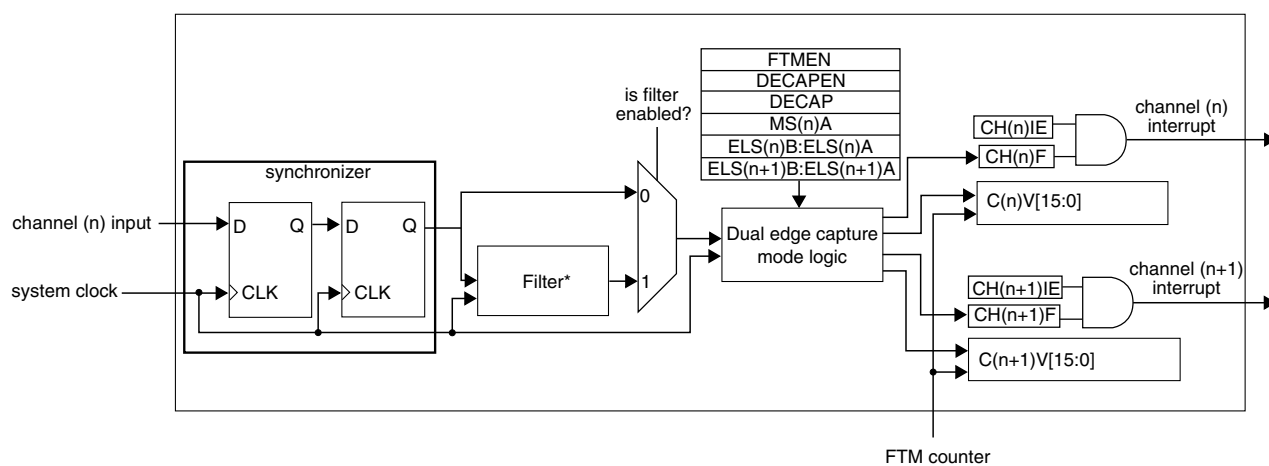 FTMEN
DECAPEN
DECAP
MS(n)A
ELS(n)B:ELS(n)A
ELS(n+1)B:ELS(n+1)A
is filter
enabled?
synchronizer
channel (n) input
system clock
D
Q
CLK
D
Q
CLK
Filter*
0
1
Dual edge capture
mode logic
CH(n)IE
CH(n)F
channel (n)
interrupt
C(n)V[15:0]
CH(n+1)IE
CH(n+1)F
channel (n+1)
interrupt
C(n+1)V[15:0]
FTM counter